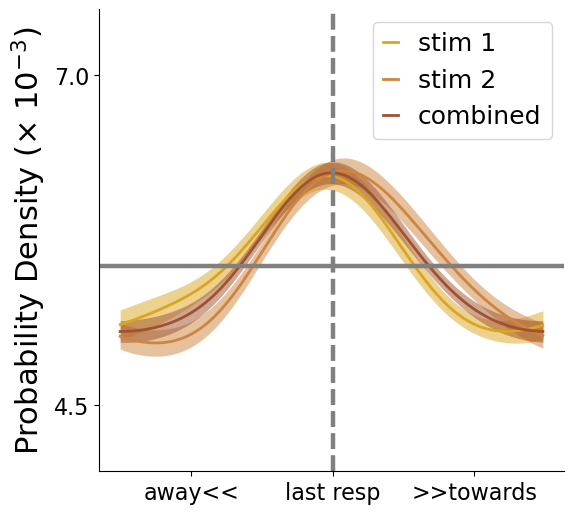 Probability Density (× 10⁻³)
7.0
4.5
stim 1
stim 2
combined
away<< last resp >>towards